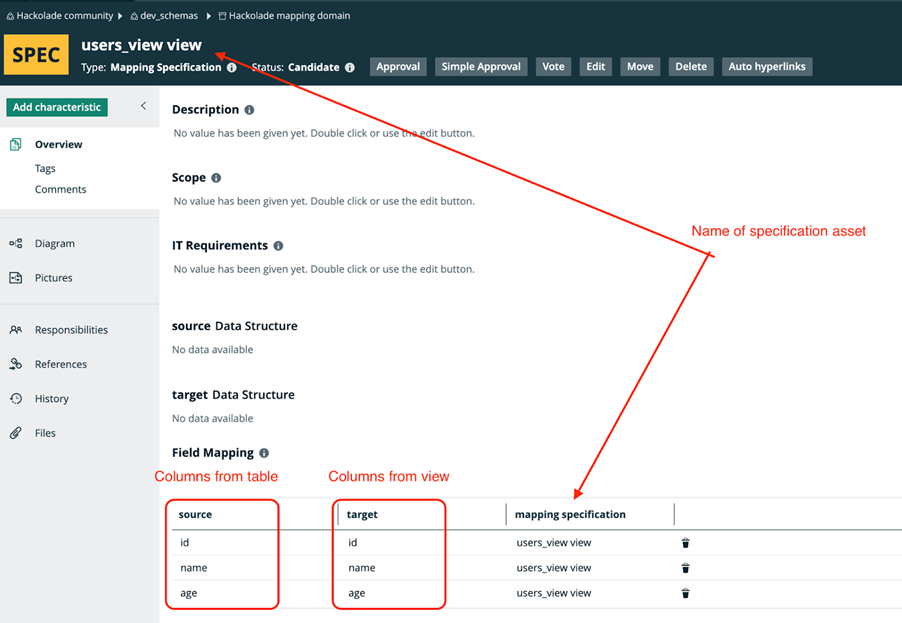 Hackolade community dev_schemas Hackolade mapping domain
SPEC
users_view view
Type: Mapping Specification Status: Candidate
Approval Simple Approval Vote Edit Move Delete Auto hyperlinks
Add characteristic
Overview
Tags
Comments
Diagram
Pictures
Responsibilities
References
History
Files
Description
No value has been given yet. Double click or use the edit button.
Scope
No value has been given yet. Double click or use the edit button.
IT Requirements
No value has been given yet. Double click or use the edit button.
Name of specification asset
source Data Structure
No data available
target Data Structure
No data available
Field Mapping
Columns from table Columns from view
source target mapping specification
id id users_view view
name name users_view view
age age users_view view